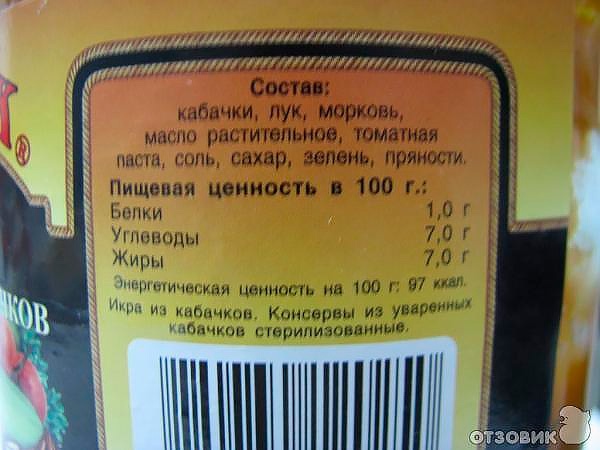 Состав:
кабачки, лук, морковь,
масло растительное, томатная
паста, соль, сахар, зелень, пряности.
Пищевая ценность в 100 г.:
Белки 1,0 г
Углеводы 7,0 г
Жиры 7,0 г
Энергетическая ценность на 100 г: 97 ккал.
Икра из кабачков. Консервы из уваренных
кабачков стерилизованные.
®
ОТЗОВИК